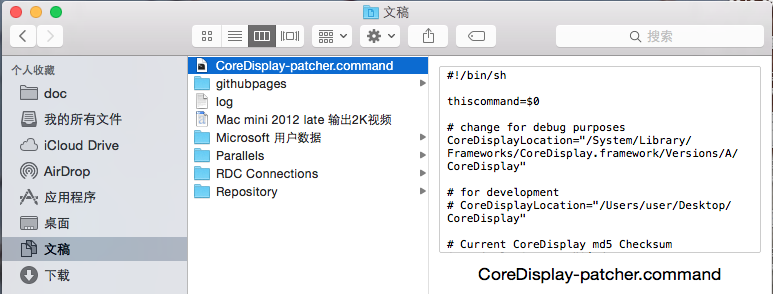 文稿
搜索
个人收藏
doc
我的所有文件
iCloud Drive
AirDrop
应用程序
桌面
文稿
下载
CoreDisplay-patcher.command
githubpages
log
Mac mini 2012 late 输出2K视频
Microsoft 用户数据
Parallels
RDC Connections
Repository
#!/bin/sh
thiscommand=$0
# change for debug purposes
CoreDisplayLocation="/System/Library/
Frameworks/CoreDisplay.framework/Versions/A/
CoreDisplay"
# for development
# CoreDisplayLocation="/Users/user/Desktop/
CoreDisplay"
# Current CoreDisplay md5 Checksum
CoreDisplay-patcher.command